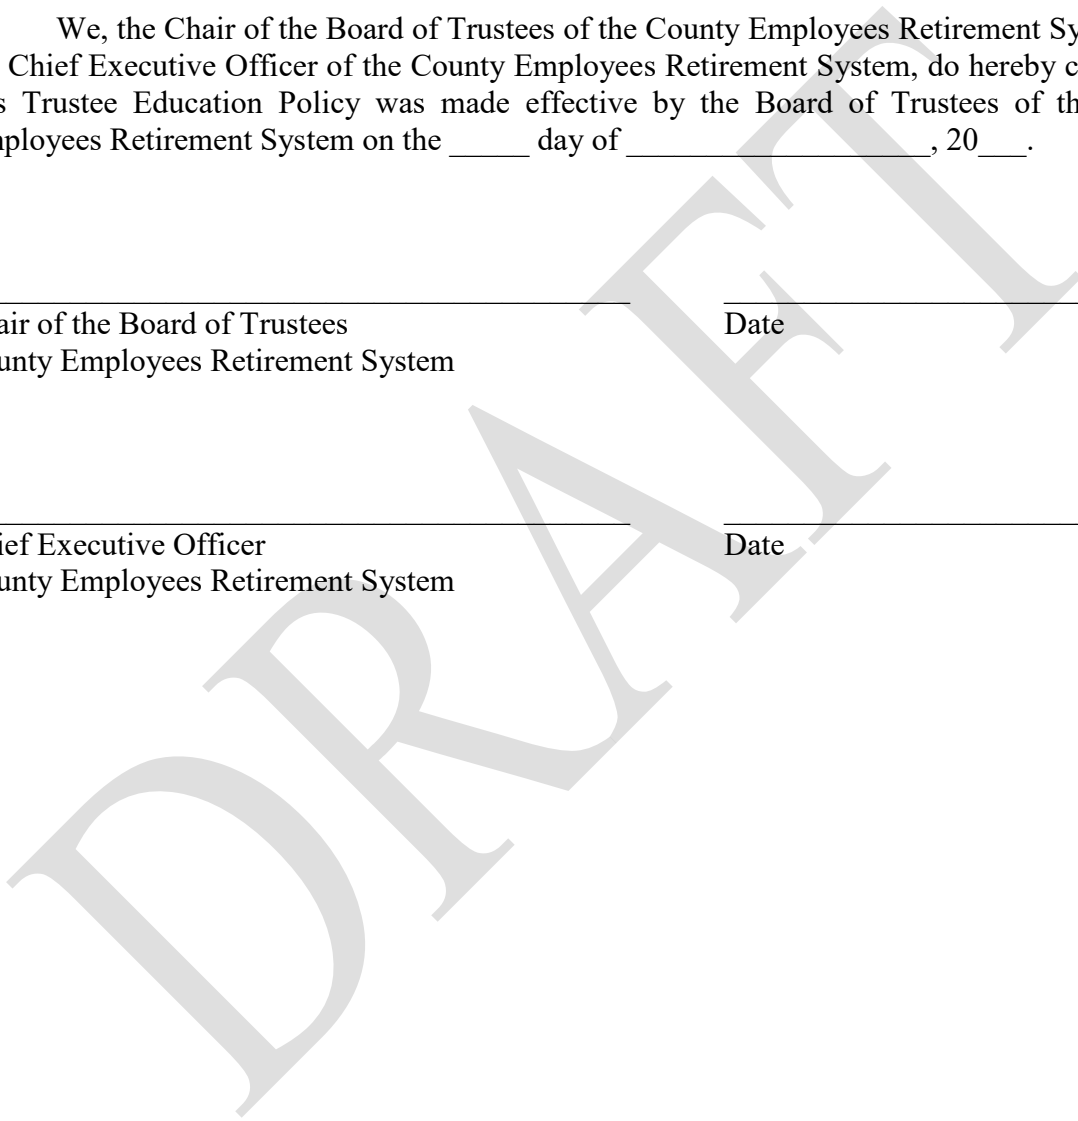 We, the Chair of the Board of Trustees of the County Employees Retirement Sy
Chief Executive Officer of the County Employees Retirement System, do hereby c
s Trustee Education Policy was made effective by the Board of Trustees of th
ployees Retirement System on the _____ day of ___________________, 20___.
air of the Board of Trustees Date
unty Employees Retirement System
ief Executive Officer Date
unty Employees Retirement System
DRAFT